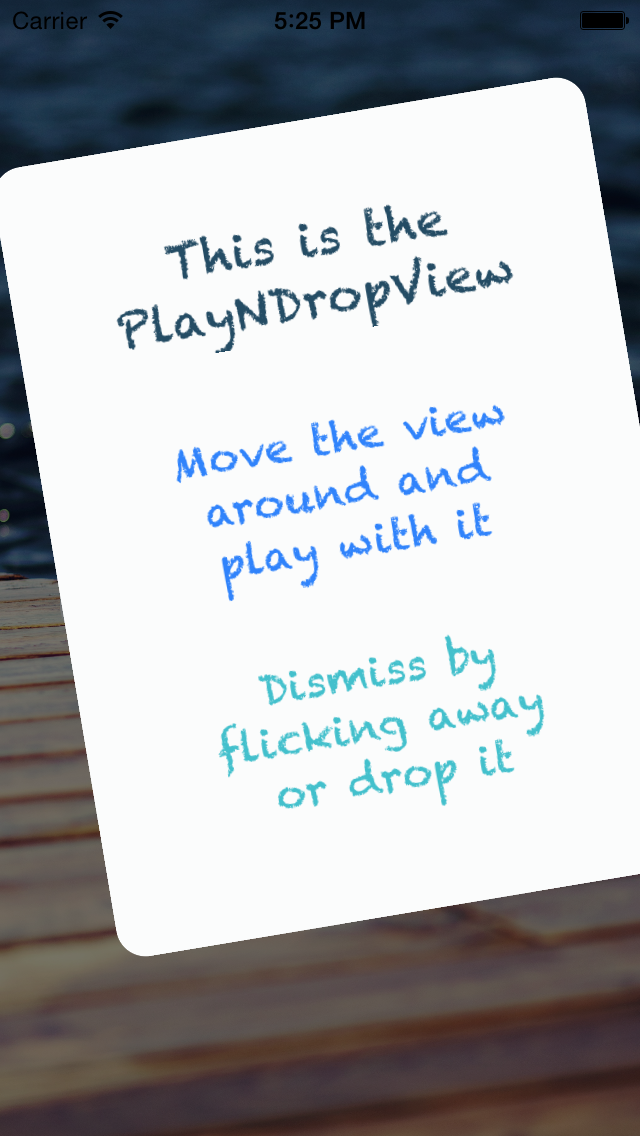 Carrier 5:25 PM
This is the
PlayNDropView
Move the view
around and
play with it
Dismiss by
flicking away
or drop it